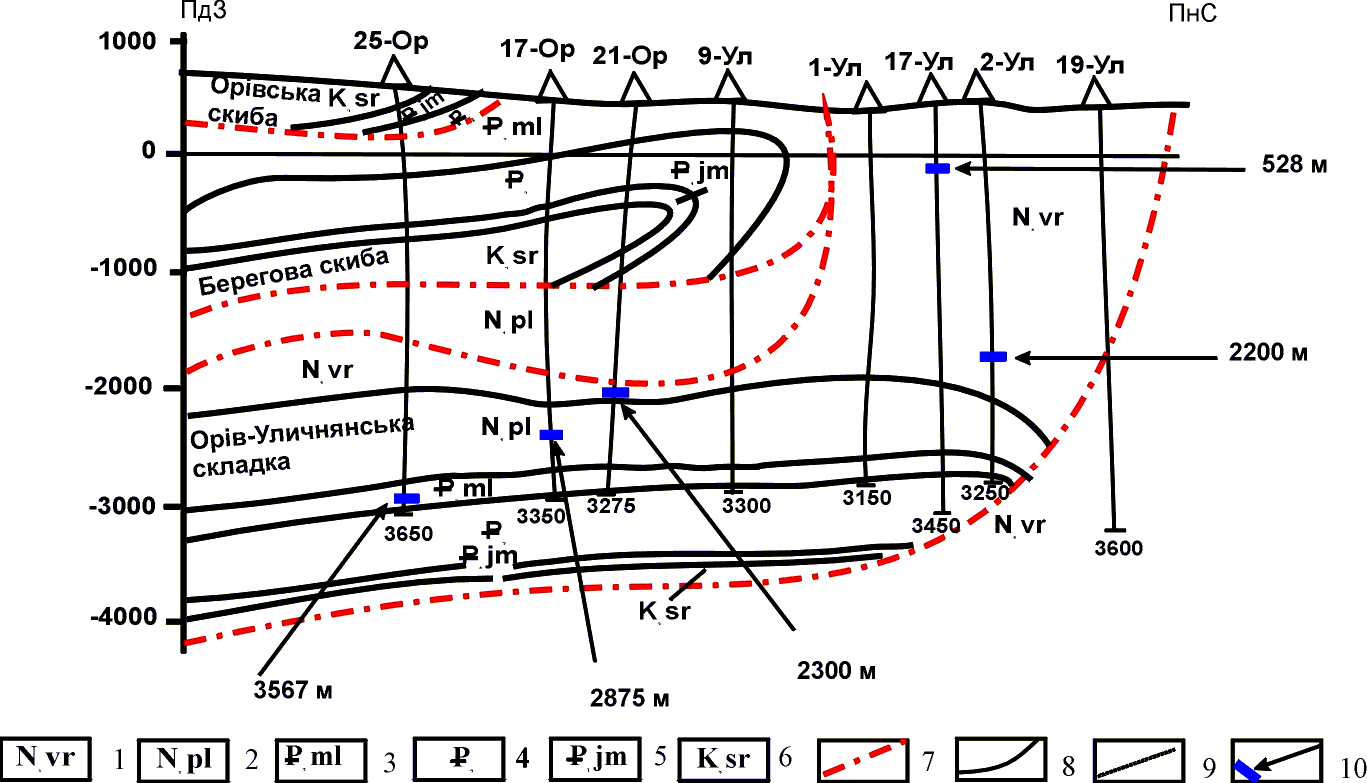 ПдЗ
ПнС
25-Ор
17-Ор
21-Ор
9-Ул
1-Ул
17-Ул
2-Ул
19-Ул
1000
0
-1000
-2000
-3000
-4000
Орівська
скиба
K sr
₽ jm
₽
₽ ml
₽
₽ jm
528 м
N vr
K sr
Берегова скиба
N pl
N vr
2200 м
Орів-Уличнянська
складка
N pl
₽ ml
3650
3350
3275
3300
3150
3450
3250
3600
N vr
₽
₽ jm
K sr
3567 м
2875 м
2300 м
N vr 1
N pl 2
₽ ml 3
₽ 4
₽ jm 5
K sr 6
7
8
9
10